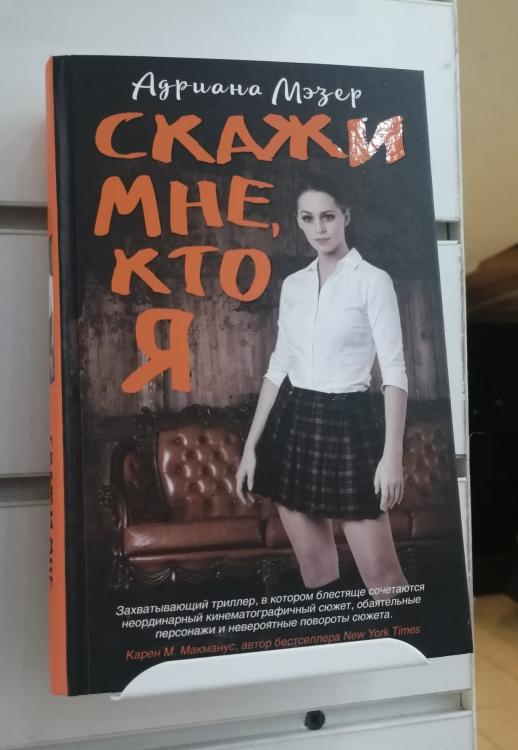 Адриана Мэзер
СКАЖИ
МНЕ,
КТО
Я
Захватывающий триллер, в котором блестяще сочетаются
неординарный кинематографичный сюжет, обаятельные
персонажи и невероятные повороты сюжета.
Карен М. Макманус, автор бестселлера New York Times